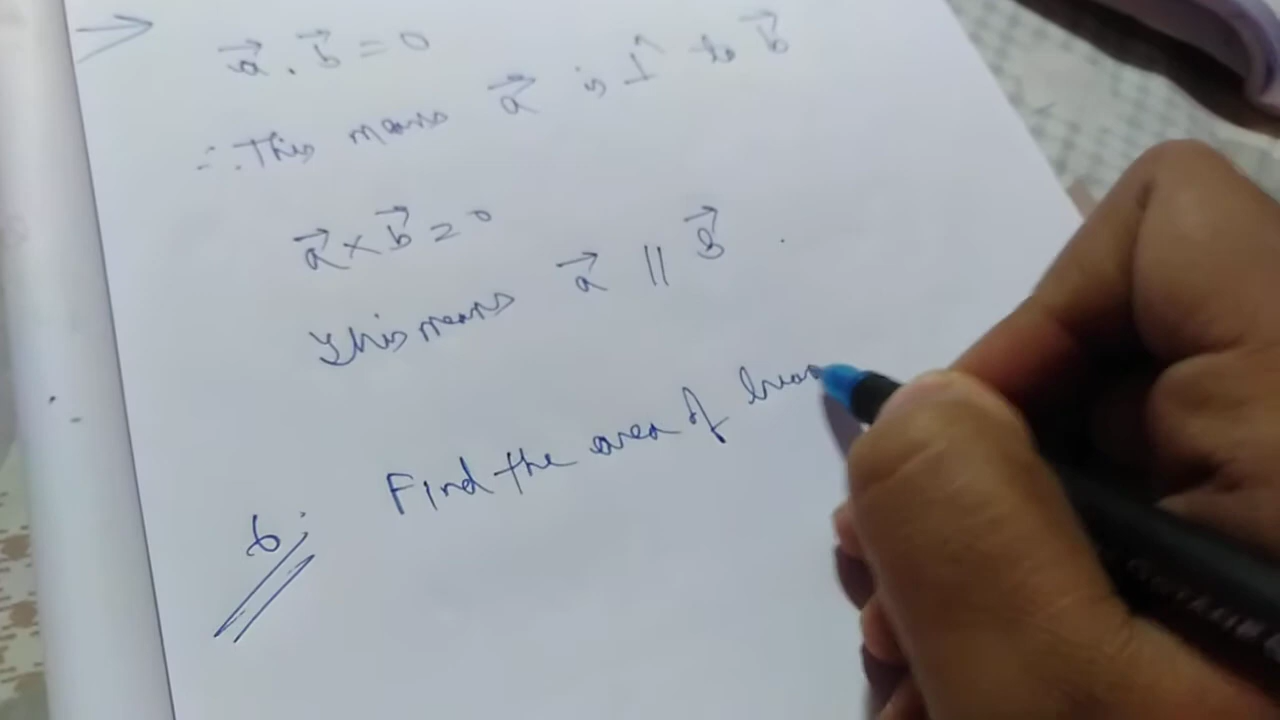 → a⃗ . b⃗ = 0
∴ This means a⃗ is ⊥ to b⃗
a⃗ × b⃗ = 0
This means a⃗ || b⃗ .
6. Find the area of